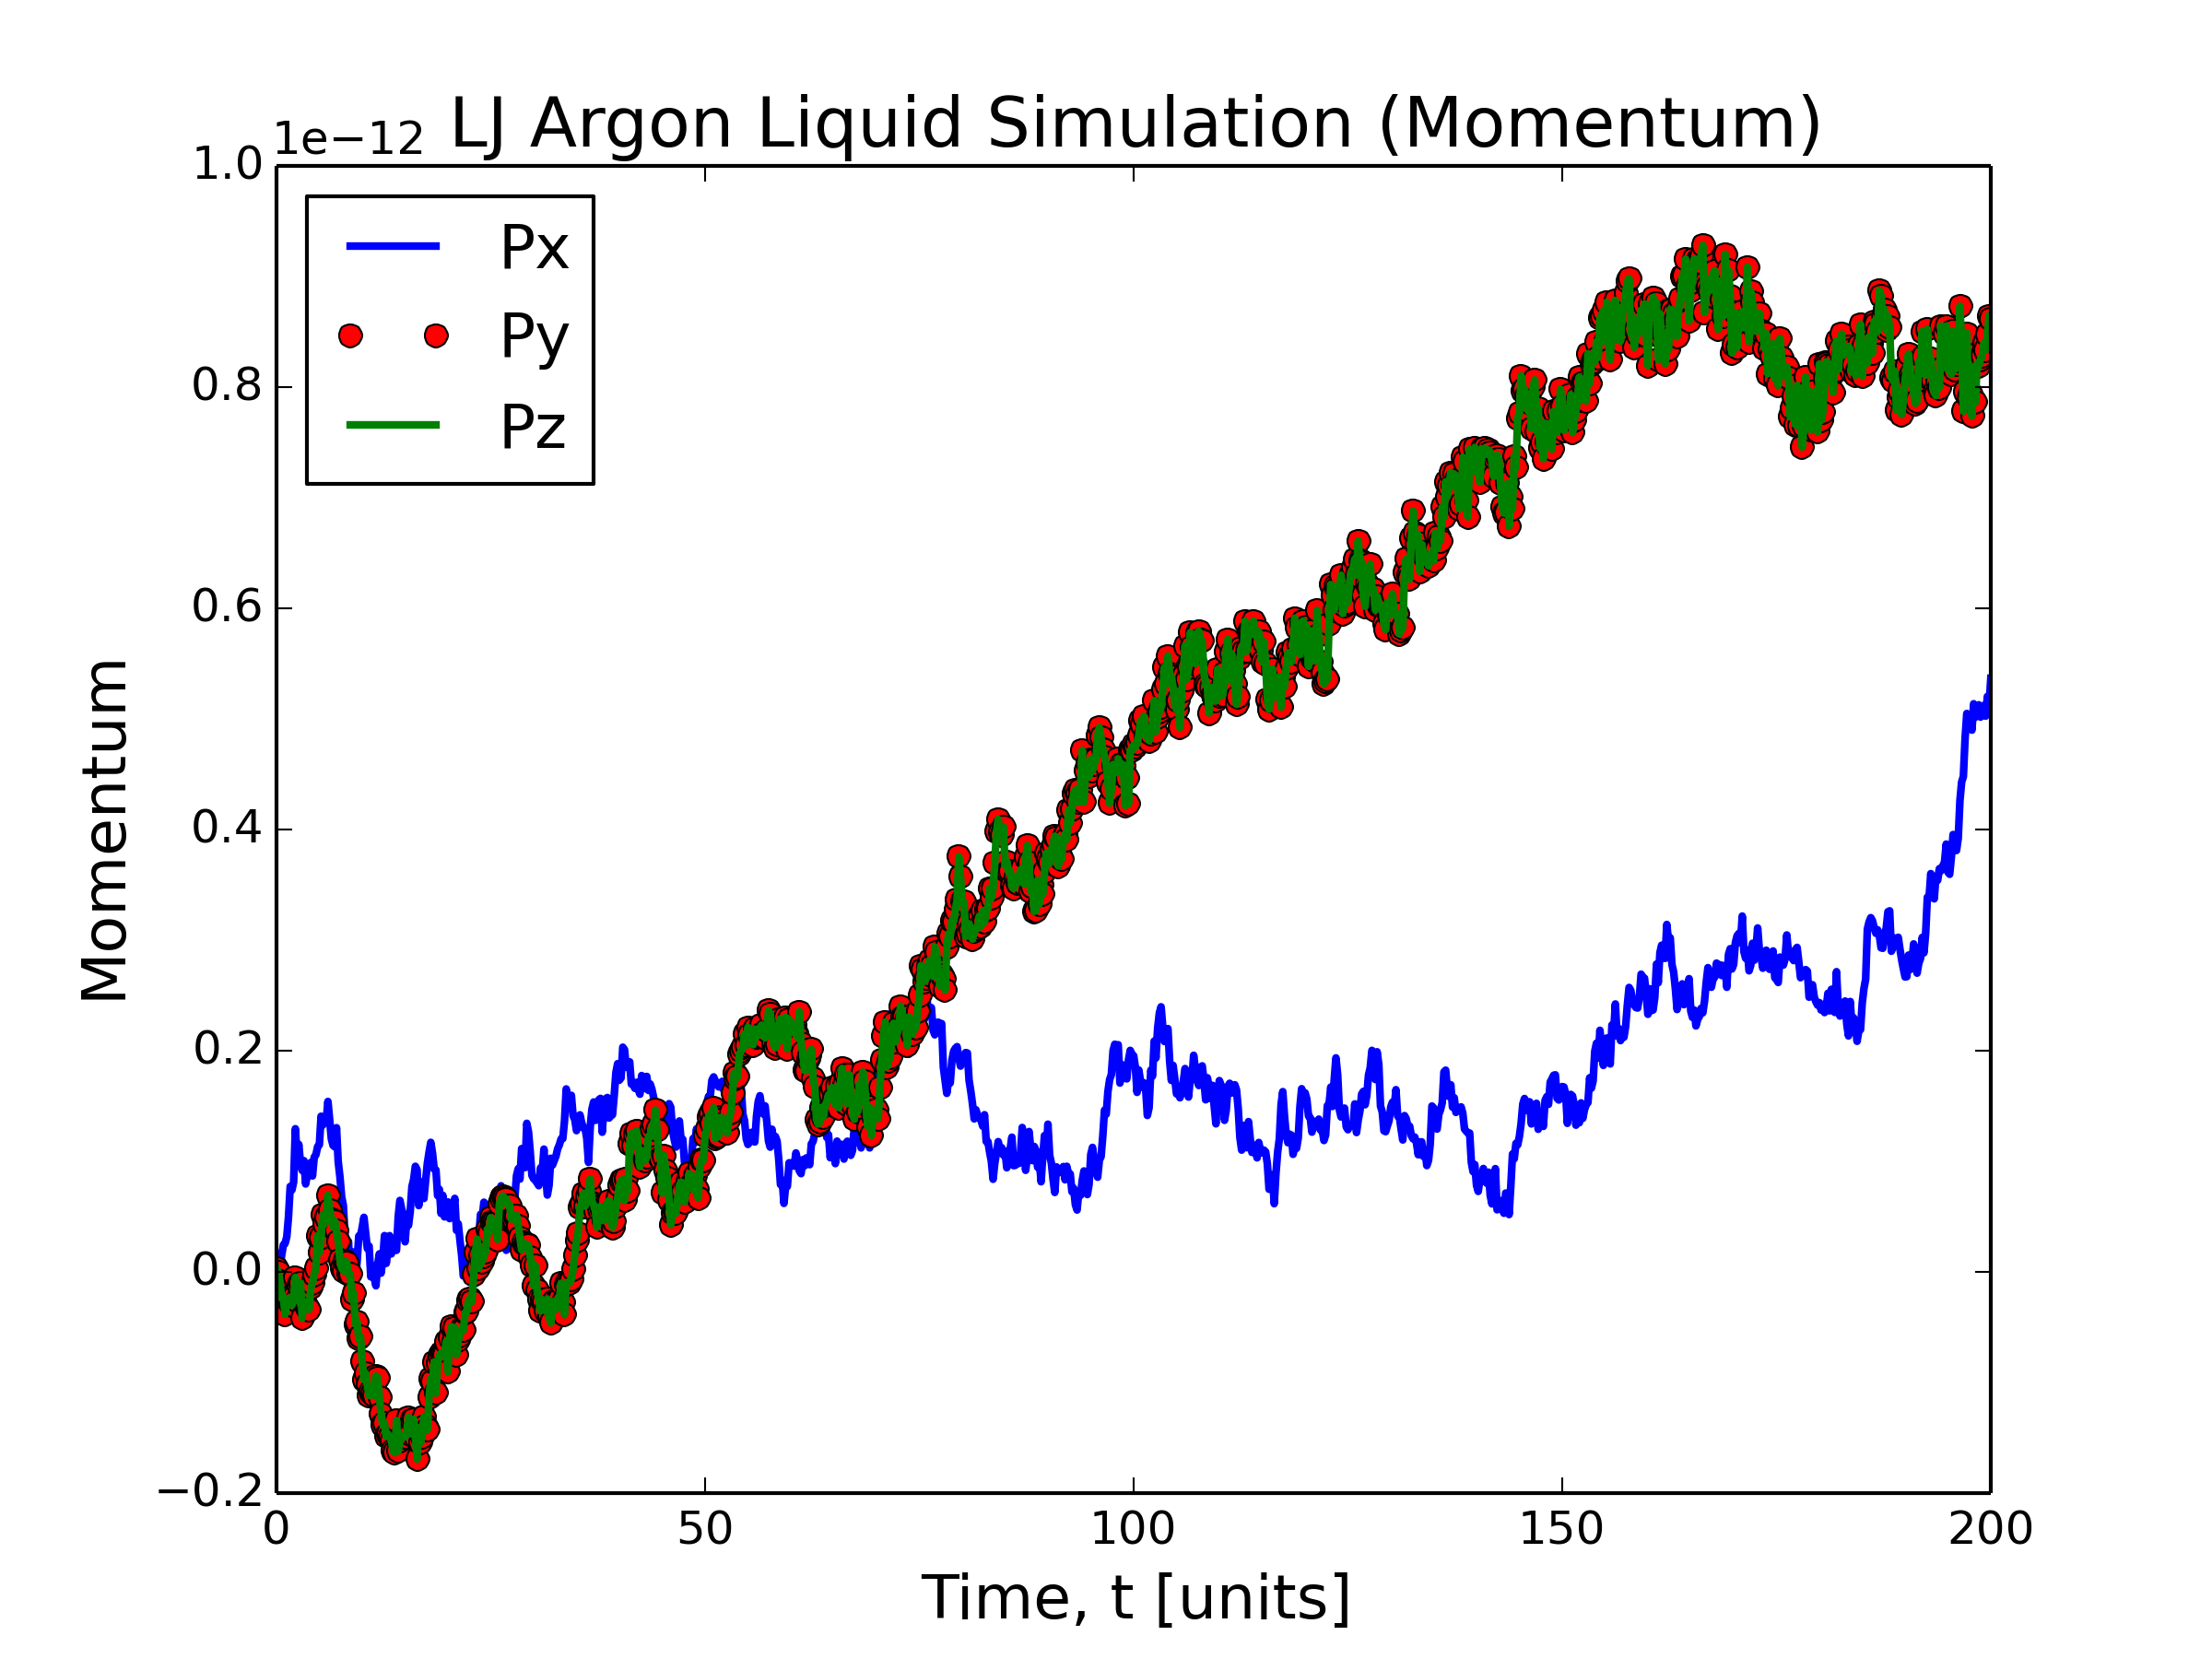 LJ Argon Liquid Simulation (Momentum)
1e−12
1.0
0.8
0.6
0.4
0.2
0.0
−0.2
Px
Py
Pz
Momentum
0 50 100 150 200
Time, t [units]